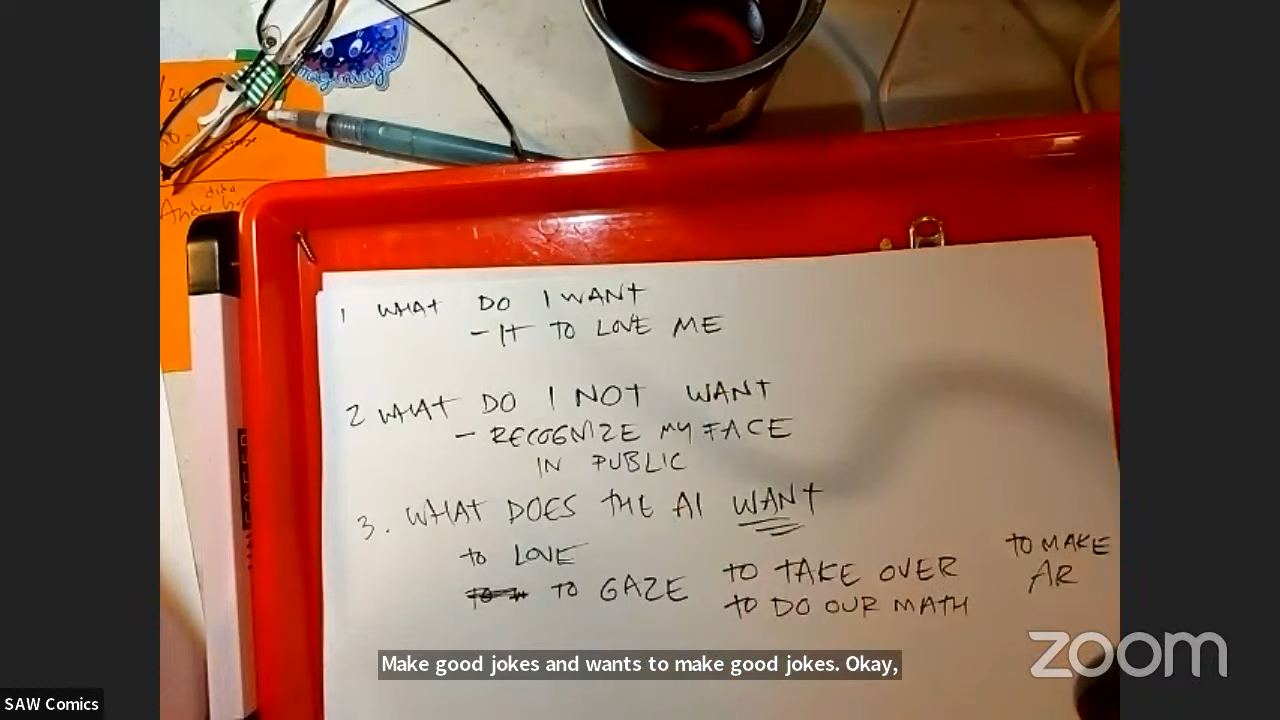 1 WHAT DO I WANT
- IT TO LOVE ME
2 WHAT DO I NOT WANT
- RECOGNIZE MY FACE
IN PUBLIC
3. WHAT DOES THE AI WANT
TO LOVE
TO GAZE
TO TAKE OVER
TO DO OUR MATH
TO MAKE
AR
Make good jokes and wants to make good jokes. Okay,
zoom
SAW Comics